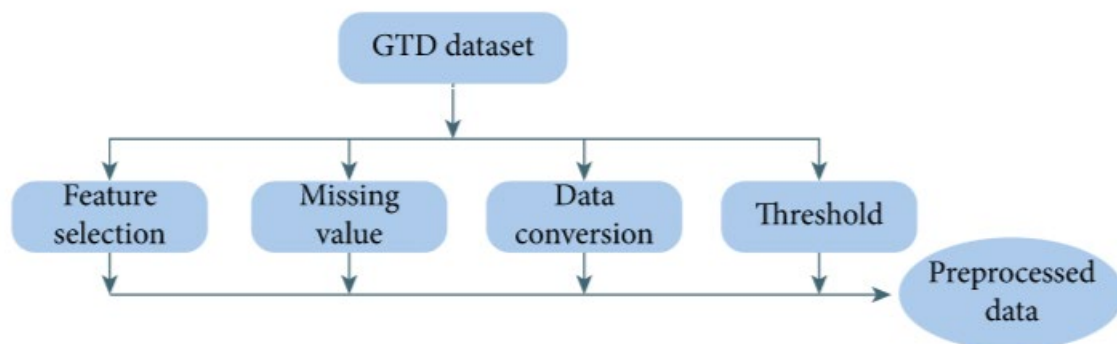 GTD dataset
Feature
selection
Missing
value
Data
conversion
Threshold
Preprocessed
data